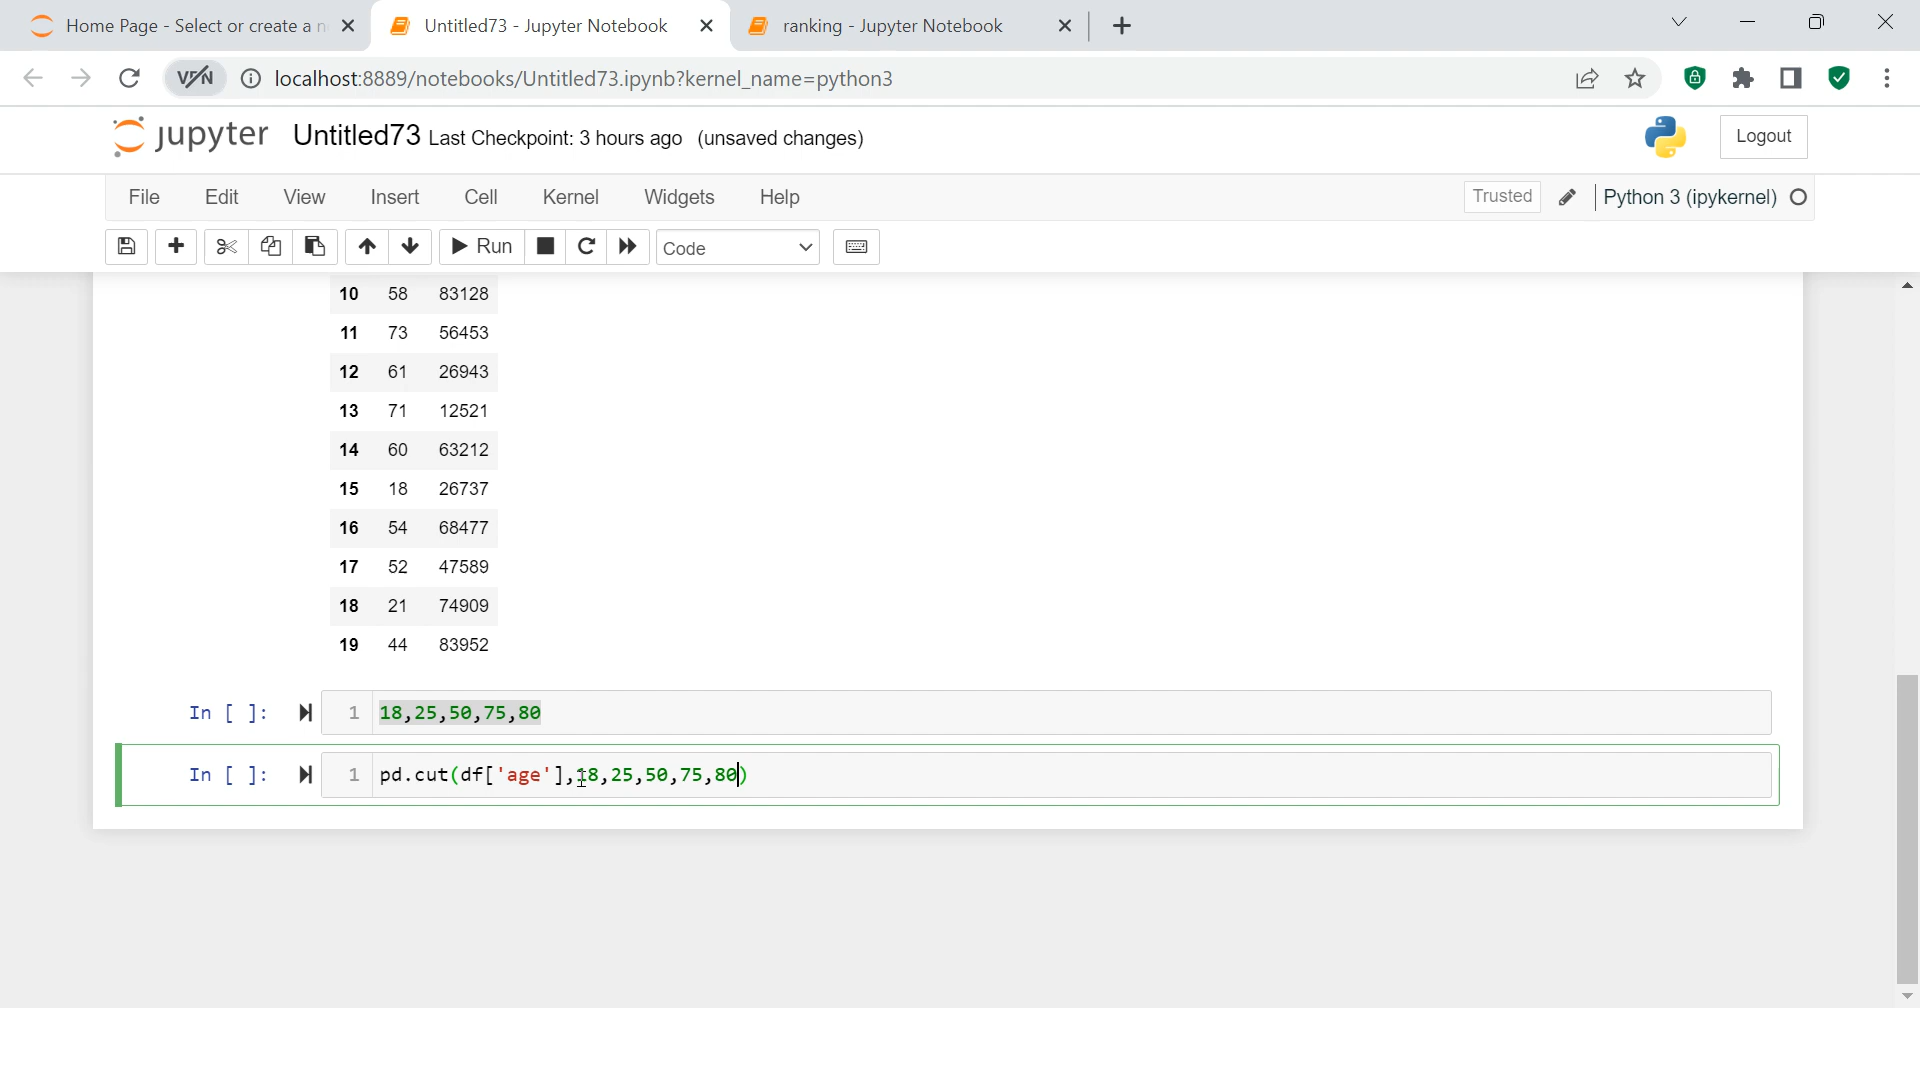 Home Page - Select or create a n
Untitled73 - Jupyter Notebook
ranking - Jupyter Notebook
VPN
localhost:8889/notebooks/Untitled73.ipynb?kernel_name=python3
jupyter Untitled73 Last Checkpoint: 3 hours ago (unsaved changes)
Logout
File Edit View Insert Cell Kernel Widgets Help
Trusted
Python 3 (ipykernel)
Run
Code
10 58 83128
11 73 56453
12 61 26943
13 71 12521
14 60 63212
15 18 26737
16 54 68477
17 52 47589
18 21 74909
19 44 83952
In [ ]: 1 18,25,50,75,80
In [ ]: 1 pd.cut(df['age'],18,25,50,75,80)